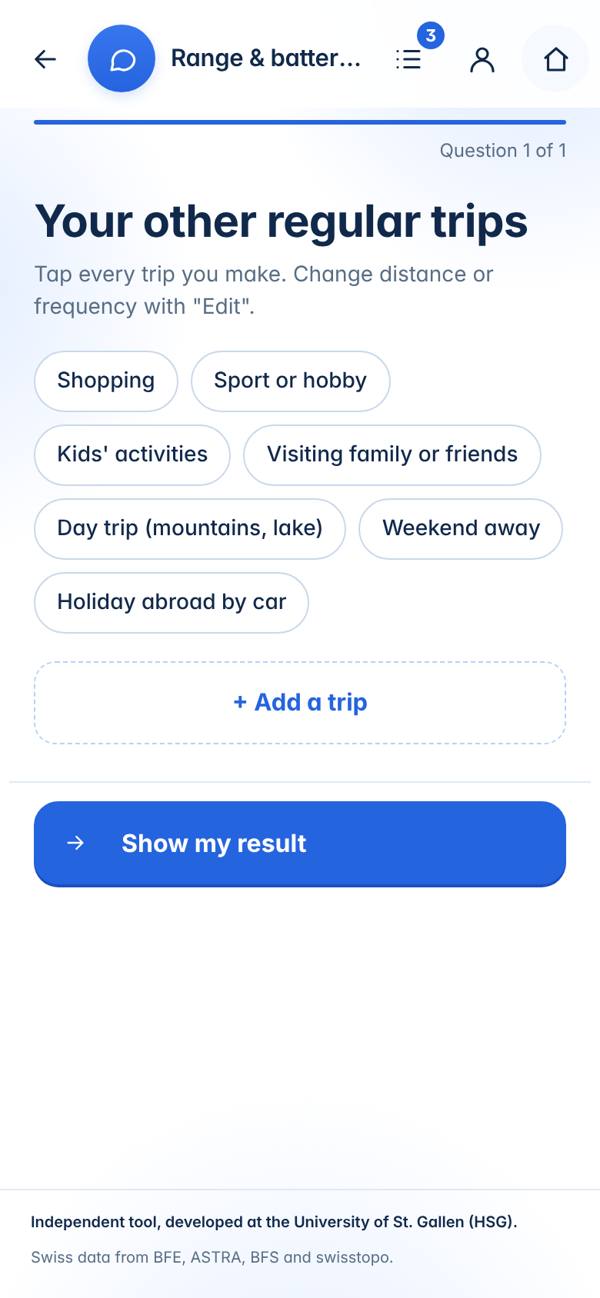 Range & batter...
3
Question 1 of 1
Your other regular trips
Tap every trip you make. Change distance or
frequency with "Edit".
Shopping
Sport or hobby
Kids' activities
Visiting family or friends
Day trip (mountains, lake)
Weekend away
Holiday abroad by car
+ Add a trip
→ Show my result
Independent tool, developed at the University of St. Gallen (HSG).
Swiss data from BFE, ASTRA, BFS and swisstopo.